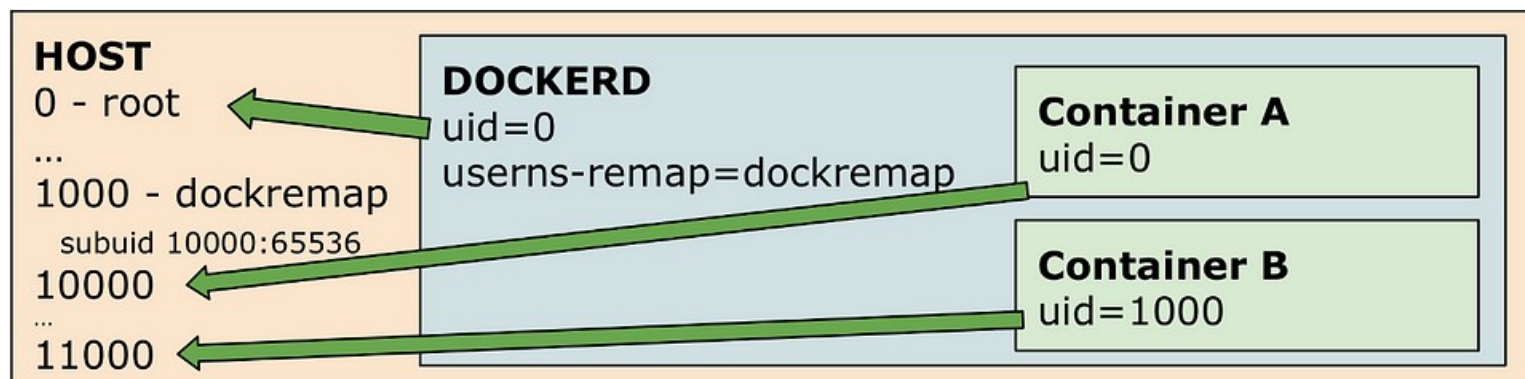 HOST
0 - root
...
1000 - dockremap
subuid 10000:65536
10000
...
11000
DOCKERD
uid=0
userns-remap=dockremap
Container A
uid=0
Container B
uid=1000